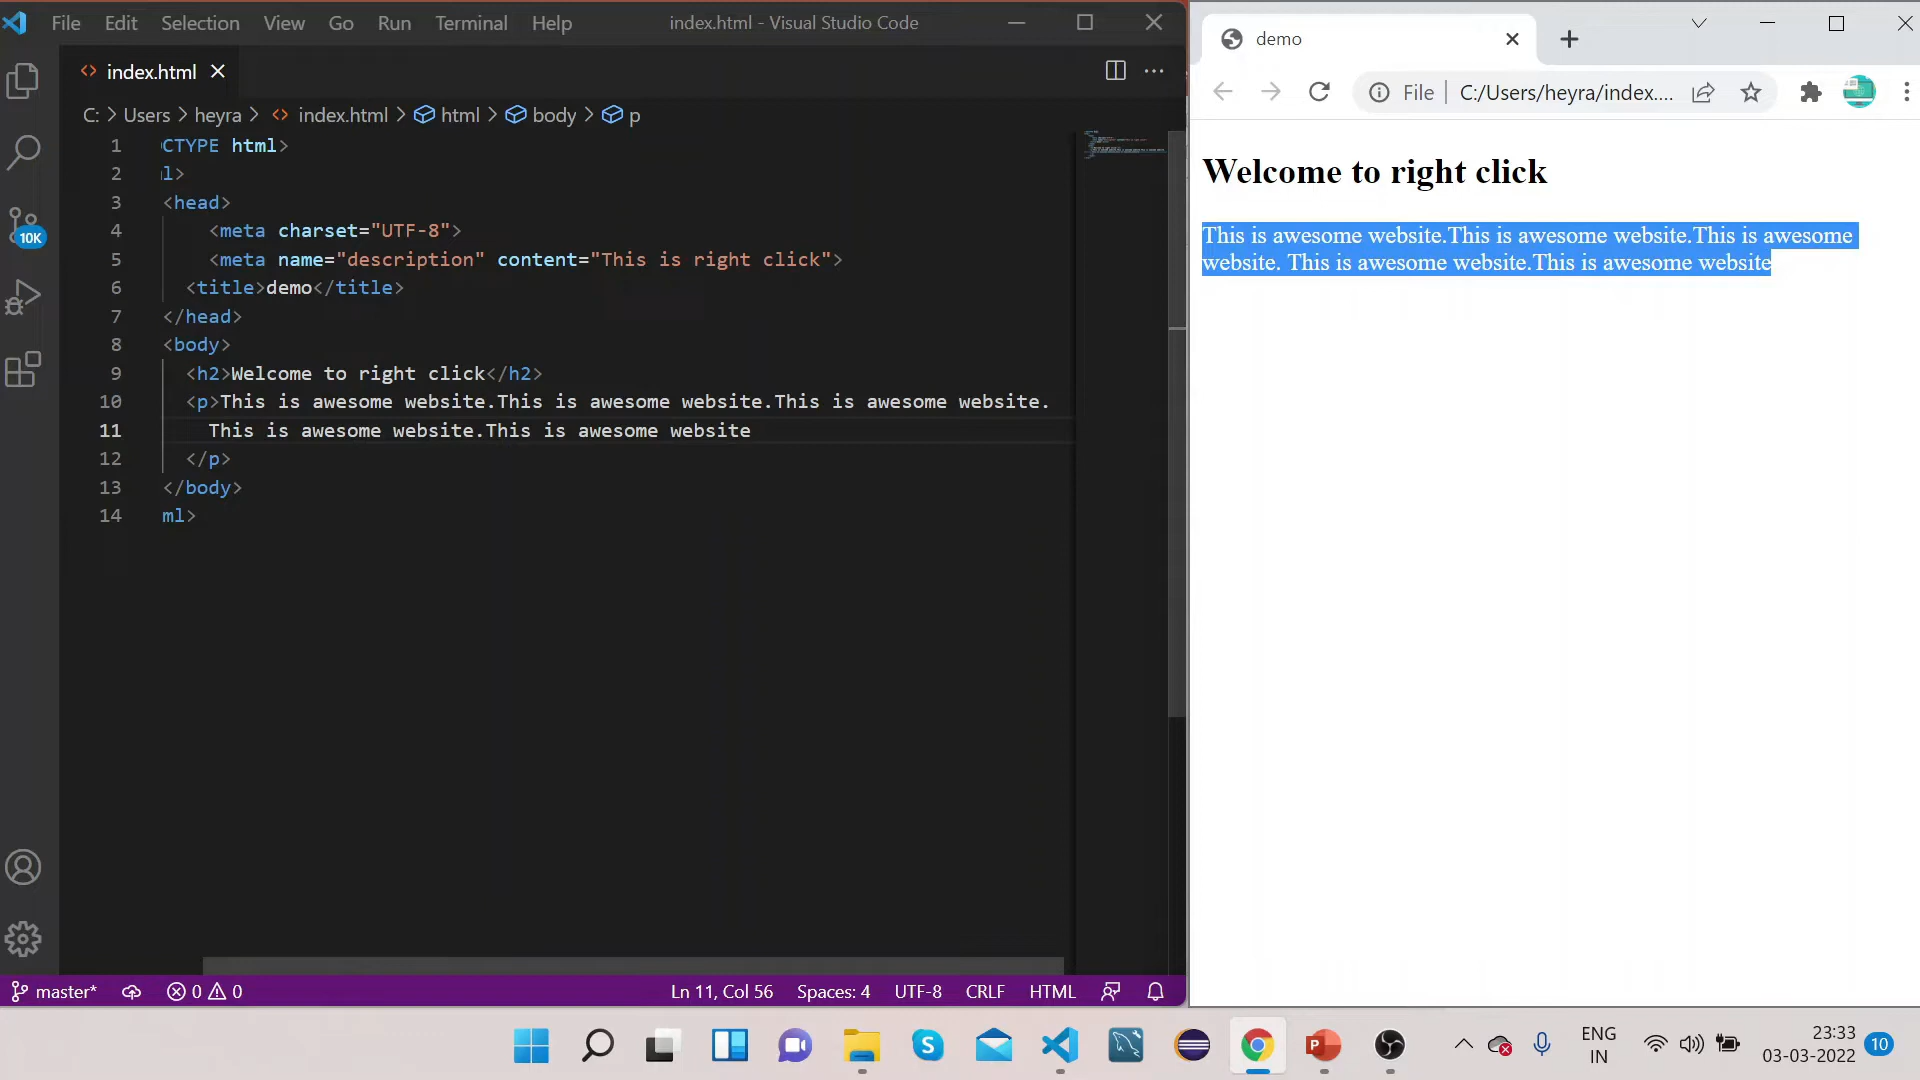 File Edit Selection View Go Run Terminal Help index.html - Visual Studio Code
index.html
C: > Users > heyra > index.html > html > body > p
1 CTYPE html>
2 l>
3 <head>
4 <meta charset="UTF-8">
5 <meta name="description" content="This is right click">
6 <title>demo</title>
7 </head>
8 <body>
9 <h2>Welcome to right click</h2>
10 <p>This is awesome website.This is awesome website.This is awesome website.
11 This is awesome website.This is awesome website
12 </p>
13 </body>
14 ml>
10K
master* 0 0 Ln 11, Col 56 Spaces: 4 UTF-8 CRLF HTML
demo
File C:/Users/heyra/index....
Welcome to right click
This is awesome website.This is awesome website.This is awesome
website. This is awesome website.This is awesome website
ENG
IN
23:33
03-03-2022
10